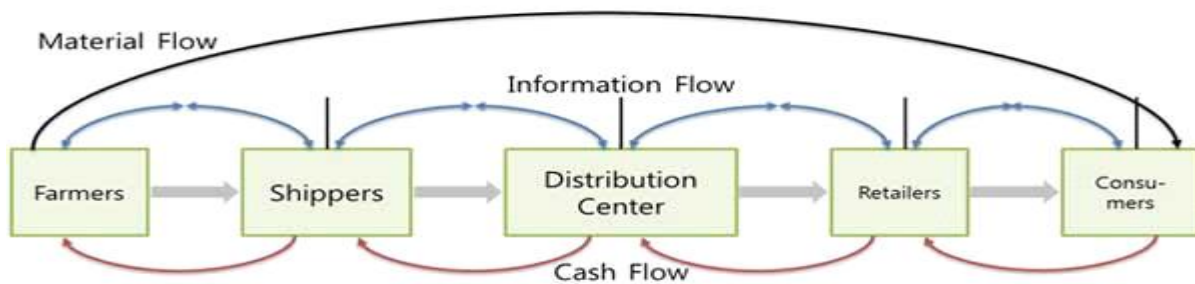 Material Flow
Information Flow
Farmers
Shippers
Distribution
Center
Retailers
Consu-
mers
Cash Flow